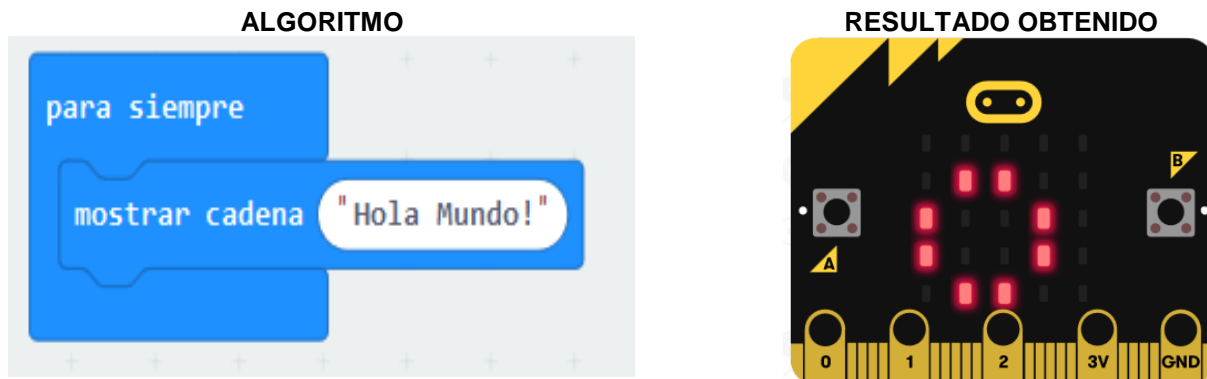 ALGORITMO
RESULTADO OBTENIDO
para siempre
mostrar cadena "Hola Mundo!"
A
B
0 1 2 3V GND